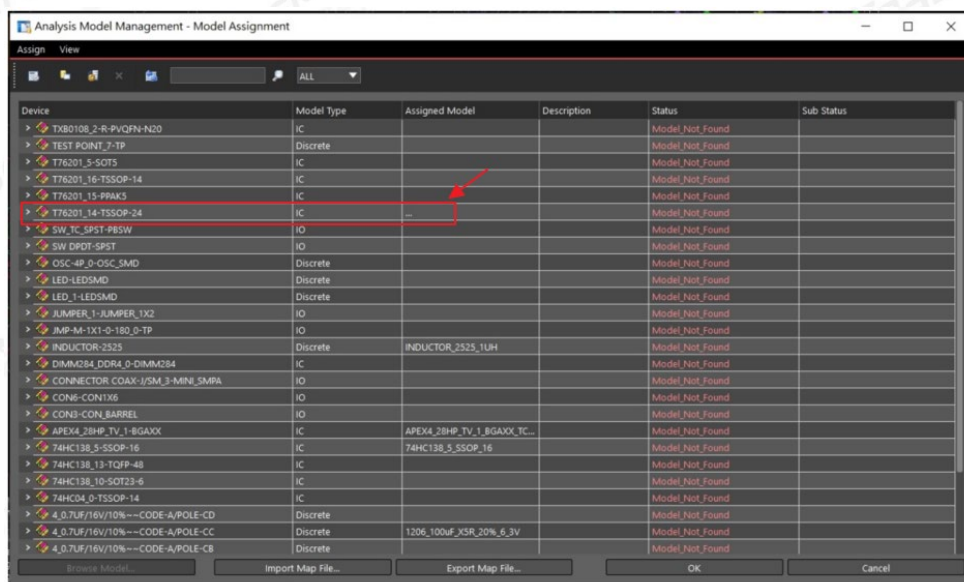 Analysis Model Management - Model Assignment
Assign View
ALL
Device Model Type Assigned Model Description Status Sub Status
TXB0108_2-R-PVQFN-N20 IC Model_Not_Found
TEST POINT_7-TP Discrete Model_Not_Found
T76201_5-SOT5 IC Model_Not_Found
T76201_16-TSSOP-14 IC Model_Not_Found
T76201_15-PPAK5 IC Model_Not_Found
T76201_14-TSSOP-24 IC ... Model_Not_Found
SW_TC_SPST-PBSW IO Model_Not_Found
SW DPDT-SPST IO Model_Not_Found
OSC-4P_0-OSC_SMD Discrete Model_Not_Found
LED-LEDSMD Discrete Model_Not_Found
LED_1-LEDSMD Discrete Model_Not_Found
JUMPER_1-JUMPER_1X2 IO Model_Not_Found
JMP-M-1X1-0-180_0-TP IO Model_Not_Found
INDUCTOR-2525 Discrete INDUCTOR_2525_1UH Model_Not_Found
DIMM284_DDR4_0-DIMM284 IC Model_Not_Found
CONNECTOR COAX-J/SM_3-MINI_SMPA IO Model_Not_Found
CON6-CON1X6 IO Model_Not_Found
CON3-CON_BARREL IO Model_Not_Found
APEX4_28HP_TV_1-BGAXX IC APEX4_28HP_TV_1_BGAXX_TC... Model_Not_Found
74HC138_5-SSOP-16 IC 74HC138_5_SSOP_16 Model_Not_Found
74HC138_13-TQFP-48 IC Model_Not_Found
74HC138_10-SOT23-6 IC Model_Not_Found
74HC04_0-TSSOP-14 IC Model_Not_Found
4_0.7UF/16V/10%~~CODE-A/POLE-CD Discrete Model_Not_Found
4_0.7UF/16V/10%~~CODE-A/POLE-CC Discrete 1206_100uF_X5R_20%_6_3V Model_Not_Found
4_0.7UF/16V/10%~~CODE-A/POLE-CB Discrete Model_Not_Found
Browse Model... Import Map File... Export Map File... OK Cancel